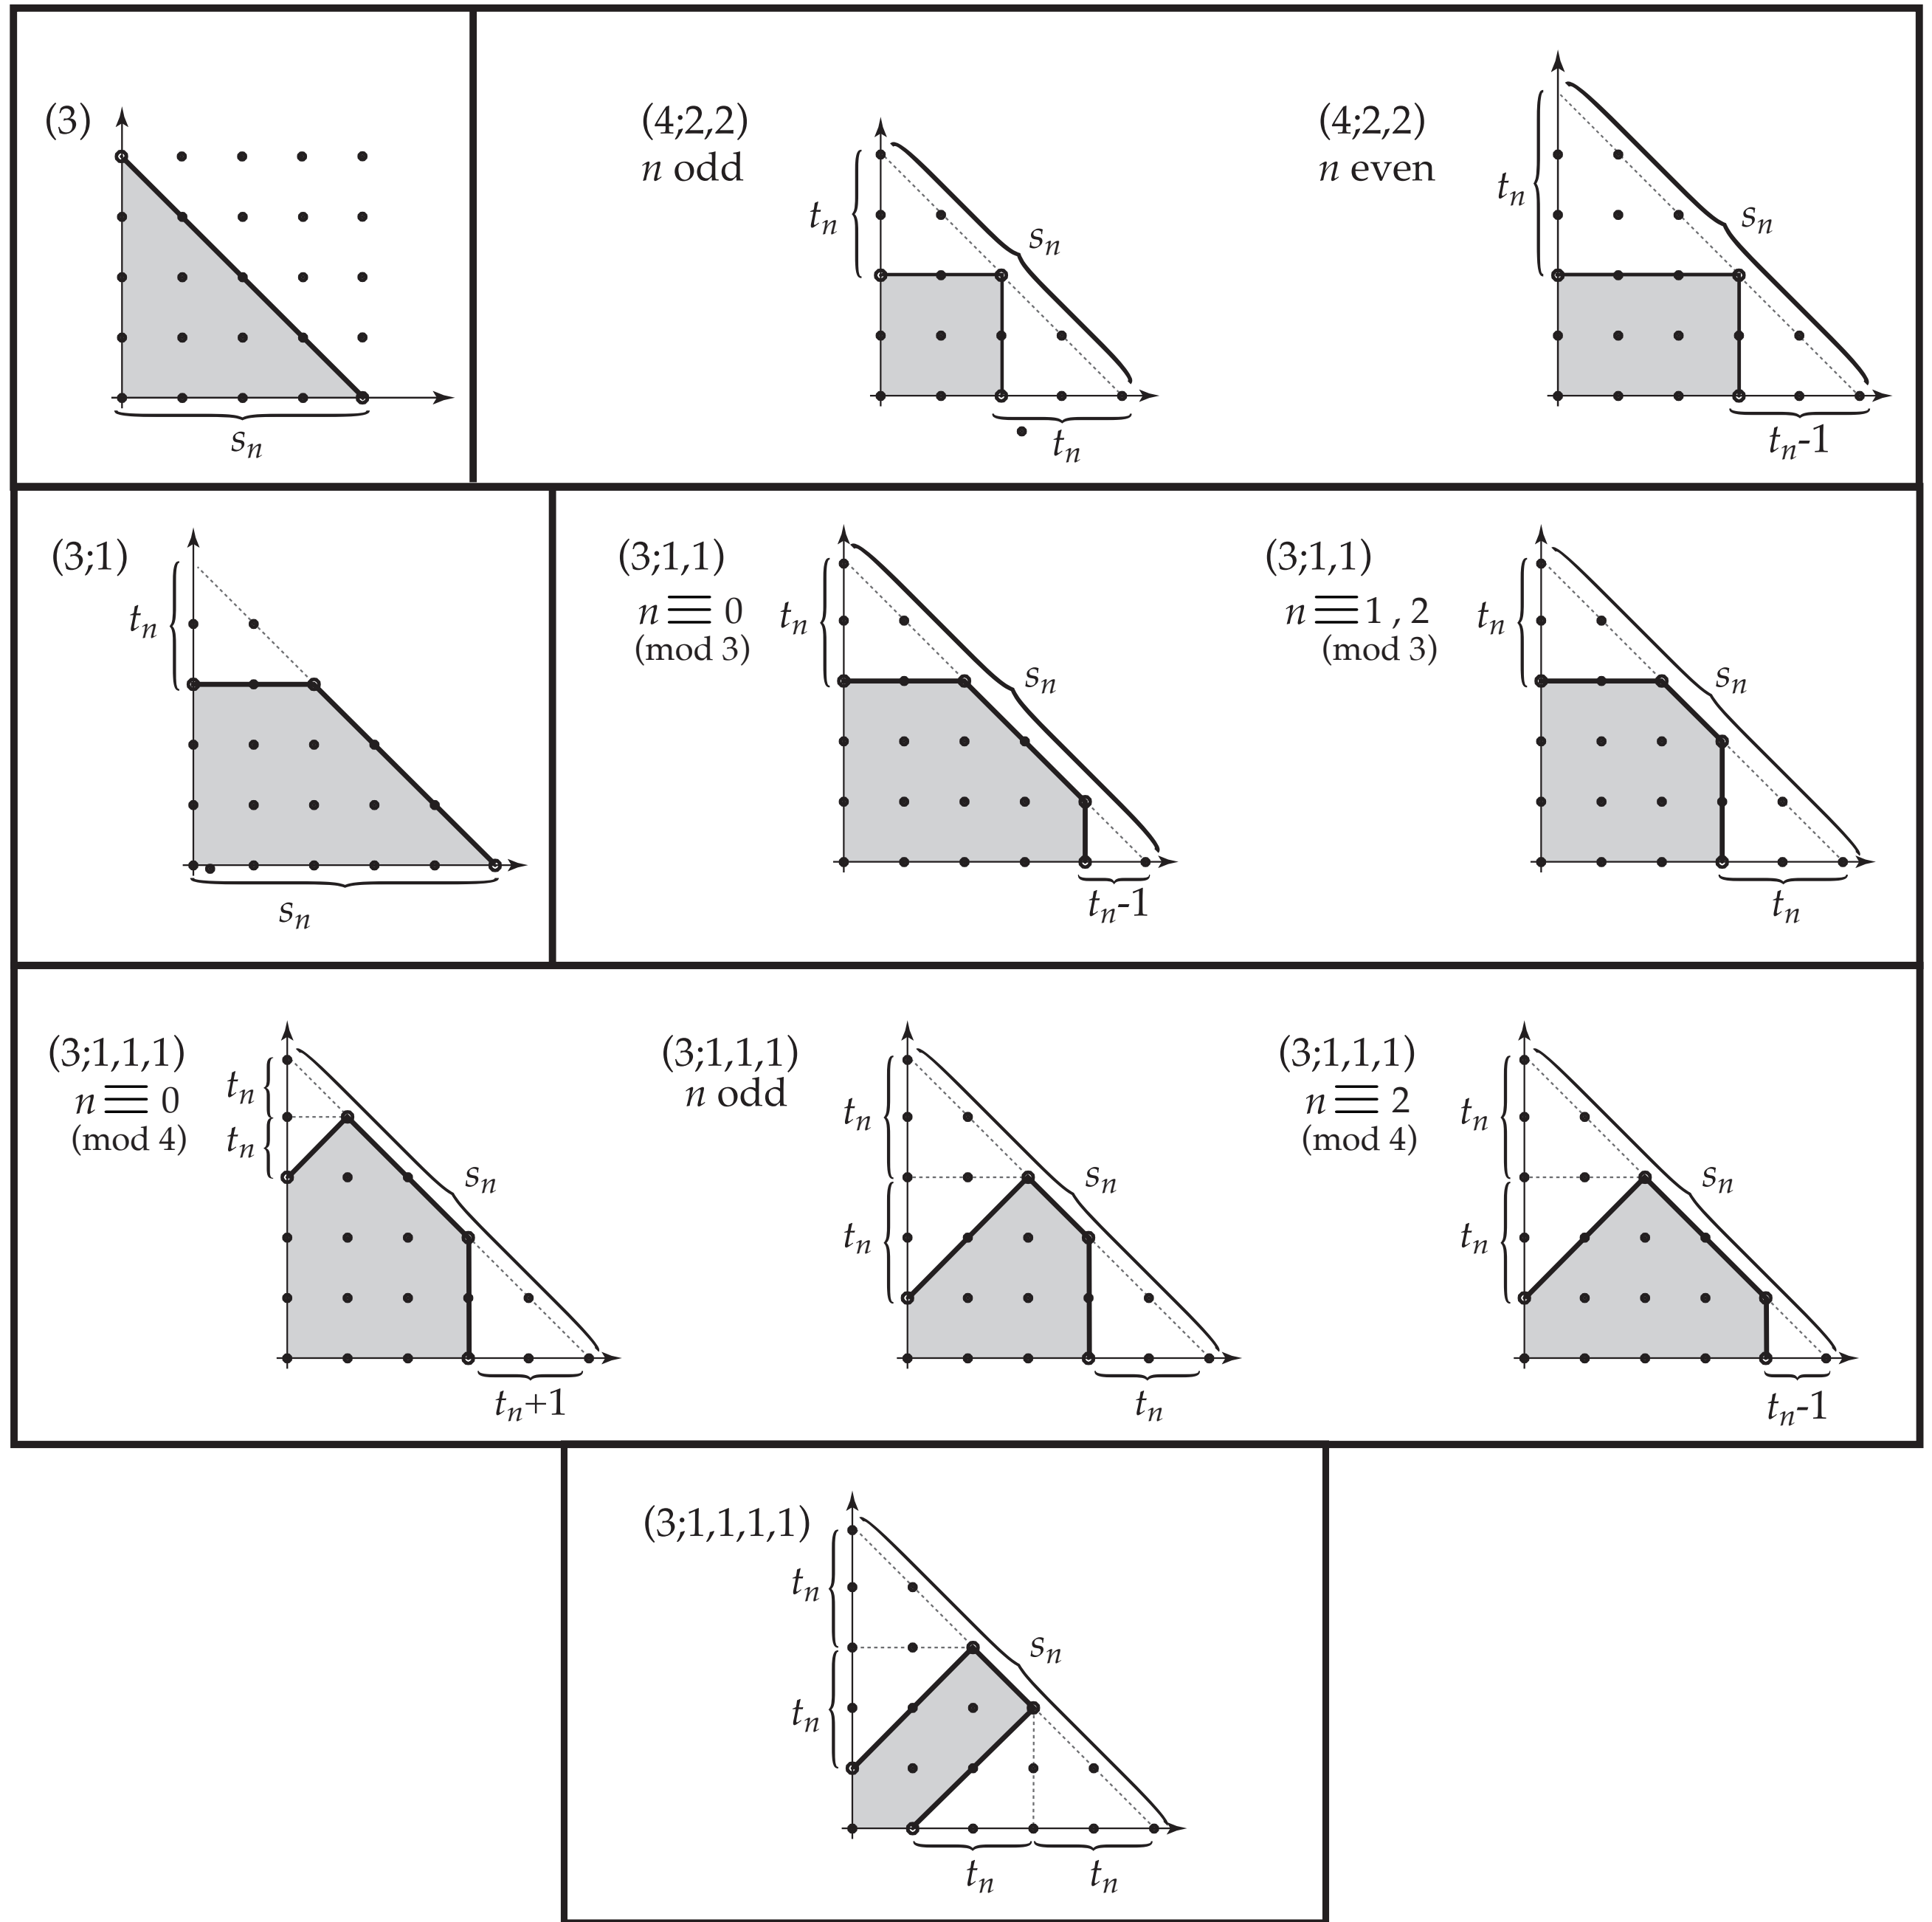 (3)
s_n
(4;2,2)
n odd
t_n
s_n
t_n
(4;2,2)
n even
t_n
s_n
t_n-1
(3;1)
t_n
s_n
(3;1,1)
n ≡ 0
(mod 3)
t_n
s_n
t_n-1
(3;1,1)
n ≡ 1 , 2
(mod 3)
t_n
s_n
t_n
(3;1,1,1)
n ≡ 0
(mod 4)
t_n
t_n
s_n
t_n+1
(3;1,1,1)
n odd
t_n
t_n
s_n
t_n
(3;1,1,1)
n ≡ 2
(mod 4)
t_n
t_n
s_n
t_n-1
(3;1,1,1,1)
t_n
t_n
s_n
t_n t_n